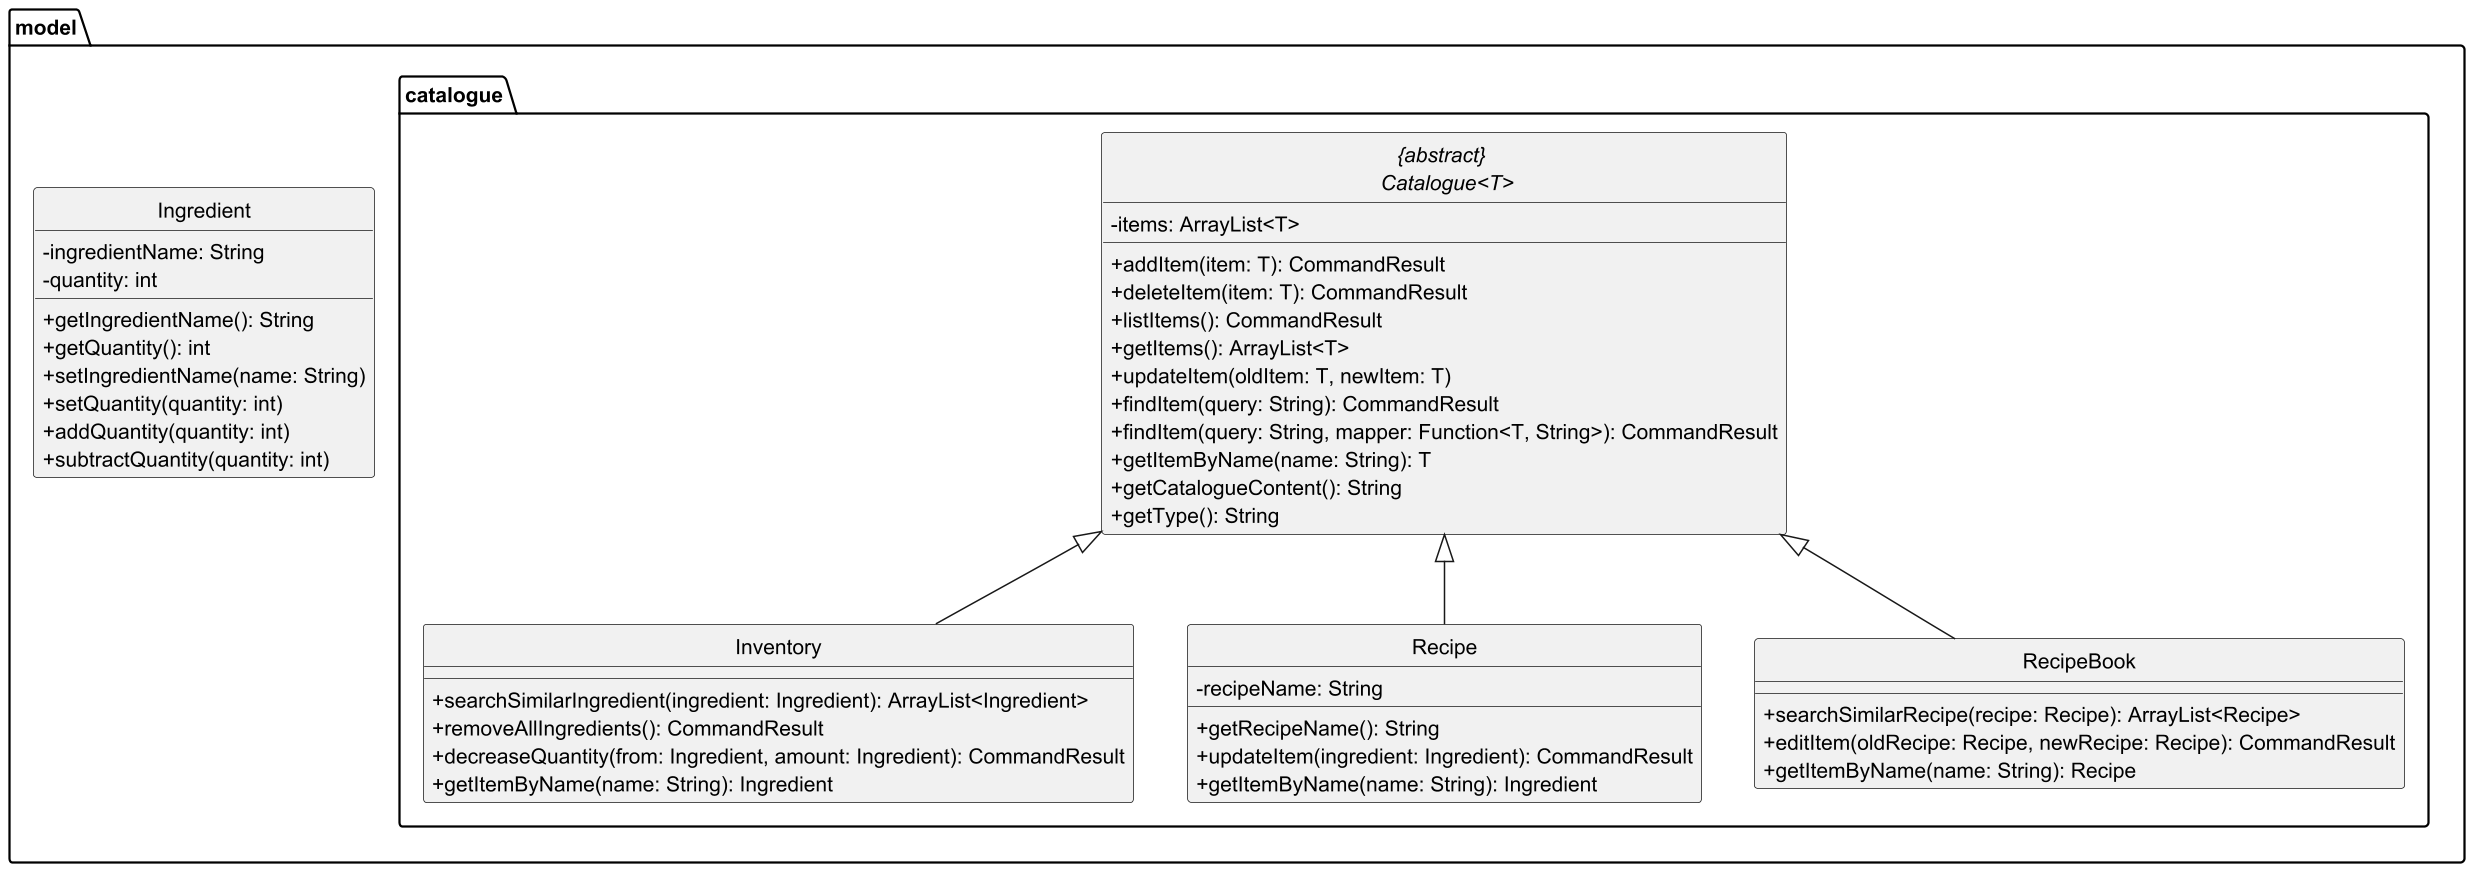 model
catalogue
Ingredient
-ingredientName: String
-quantity: int
+getIngredientName(): String
+getQuantity(): int
+setIngredientName(name: String)
+setQuantity(quantity: int)
+addQuantity(quantity: int)
+subtractQuantity(quantity: int)
{abstract}
Catalogue<T>
-items: ArrayList<T>
+addItem(item: T): CommandResult
+deleteItem(item: T): CommandResult
+listItems(): CommandResult
+getItems(): ArrayList<T>
+updateItem(oldItem: T, newItem: T)
+findItem(query: String): CommandResult
+findItem(query: String, mapper: Function<T, String>): CommandResult
+getItemByName(name: String): T
+getCatalogueContent(): String
+getType(): String
Inventory
+searchSimilarIngredient(ingredient: Ingredient): ArrayList<Ingredient>
+removeAllIngredients(): CommandResult
+decreaseQuantity(from: Ingredient, amount: Ingredient): CommandResult
+getItemByName(name: String): Ingredient
Recipe
-recipeName: String
+getRecipeName(): String
+updateItem(ingredient: Ingredient): CommandResult
+getItemByName(name: String): Ingredient
RecipeBook
+searchSimilarRecipe(recipe: Recipe): ArrayList<Recipe>
+editItem(oldRecipe: Recipe, newRecipe: Recipe): CommandResult
+getItemByName(name: String): Recipe